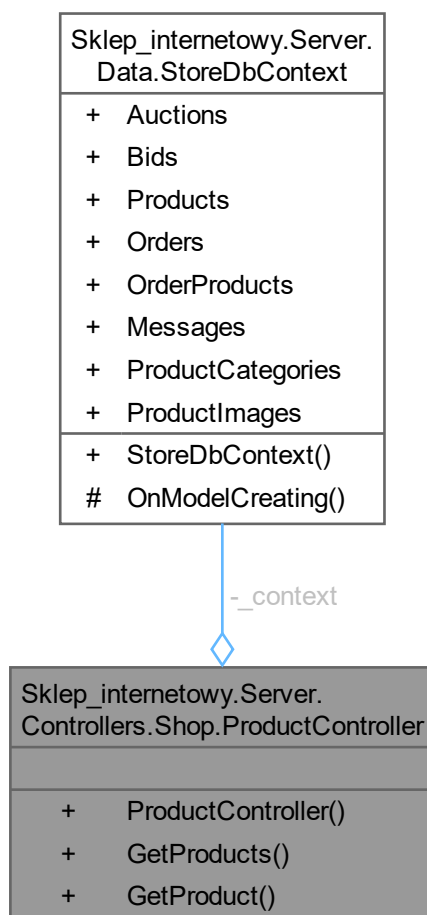 Sklep_internetowy.Server.
Data.StoreDbContext
+ Auctions
+ Bids
+ Products
+ Orders
+ OrderProducts
+ Messages
+ ProductCategories
+ ProductImages
+ StoreDbContext()
# OnModelCreating()
-_context
Sklep_internetowy.Server.
Controllers.Shop.ProductController
+ ProductController()
+ GetProducts()
+ GetProduct()